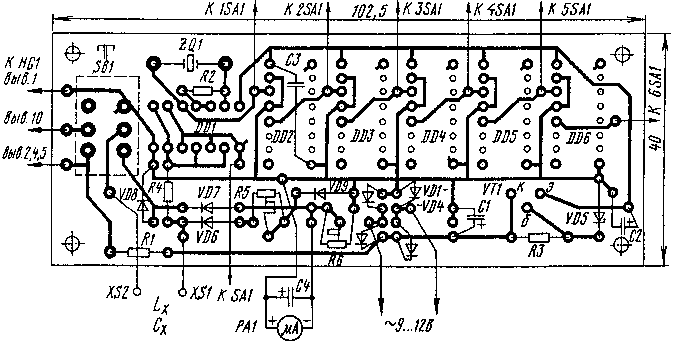 К 1SA1 К 2SA1 102,5 К 3SA1 К 4SA1 К 5SA1
К HG1
Выв.1
SB1
ZQ1
C3
R2
К 6SA1
40
Выв.10
DD1
DD2 DD3 DD4 DD5 DD6
Выв.2,4,5
VD8 R4 VD7 R5 VD9 VD1-
VD4 C1 VT1 К Э
Б
VD5
C2
VD6
R1
R6
R3
XS2 Lx XS1 К SA1
Cx
C4
PA1 + μA -
~9...12В